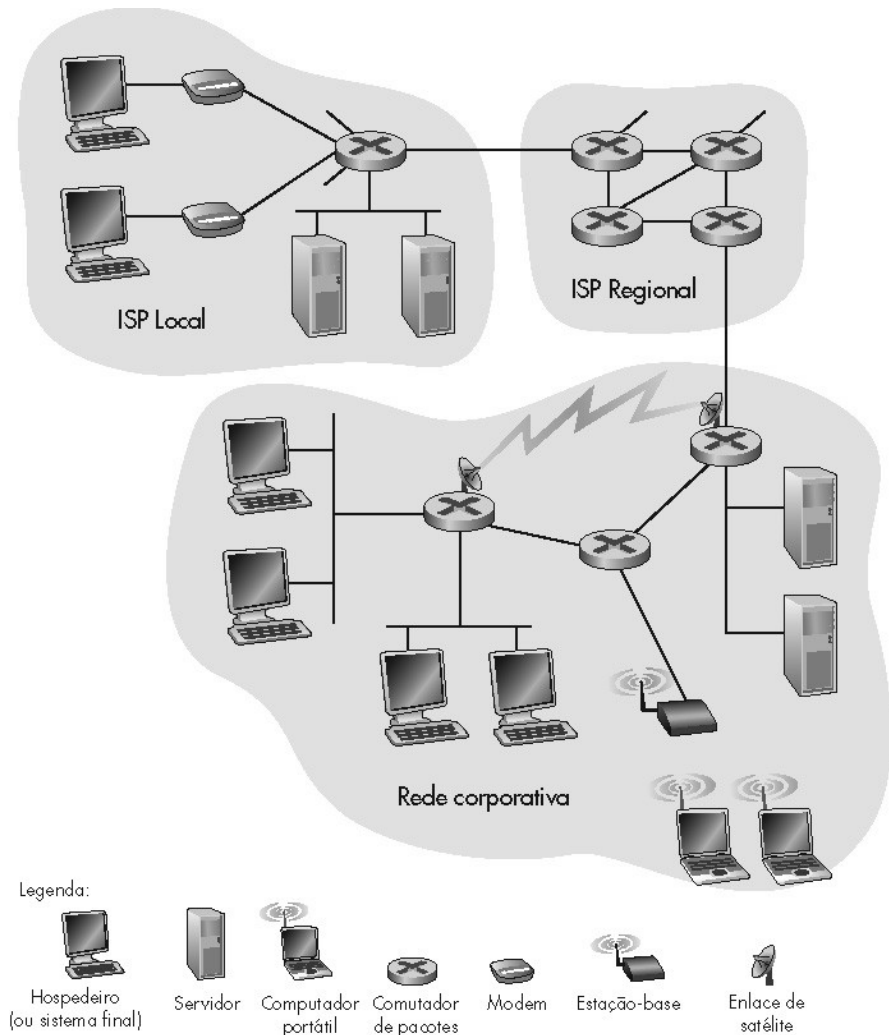 ISP Local
ISP Regional
Rede corporativa
Legenda:
Hospedeiro
(ou sistema final)
Servidor
Computador
portátil
Comutador
de pacotes
Modem
Estação-base
Enlace de
satélite